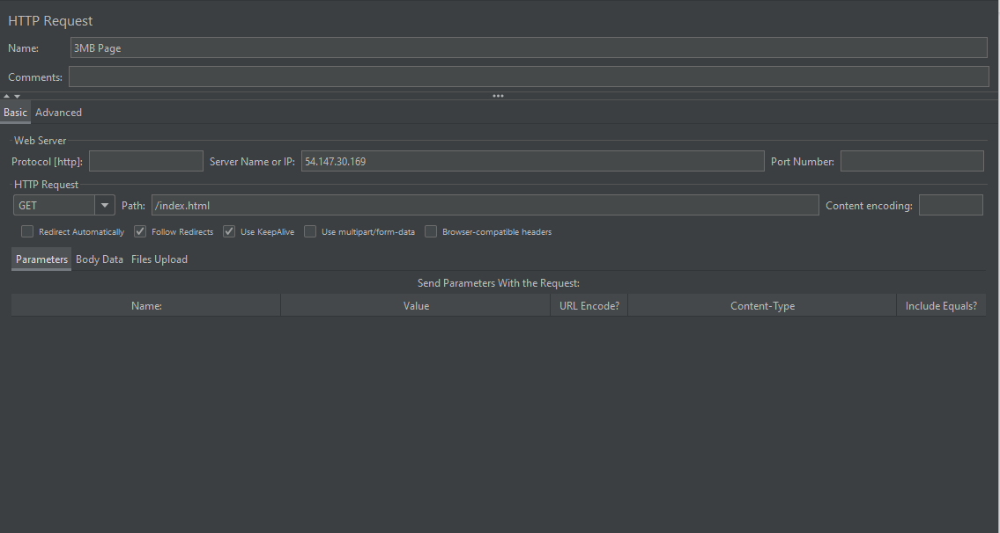 HTTP Request
Name: 3MB Page
Comments:
Basic Advanced
Web Server
Protocol [http]: Server Name or IP: 54.147.30.169 Port Number:
HTTP Request
GET Path: /index.html Content encoding:
Redirect Automatically Follow Redirects Use KeepAlive Use multipart/form-data Browser-compatible headers
Parameters Body Data Files Upload
Send Parameters With the Request:
Name: Value URL Encode? Content-Type Include Equals?